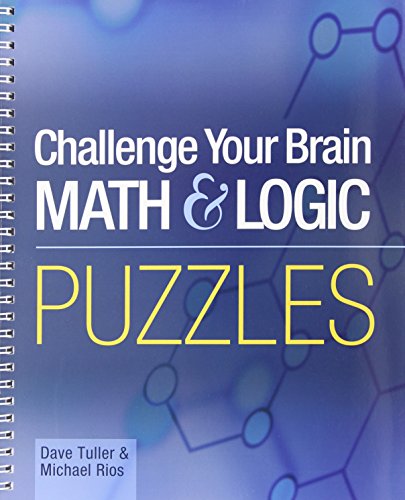 Challenge Your Brain
MATH & LOGIC
PUZZLES
Dave Tuller &
Michael Rios